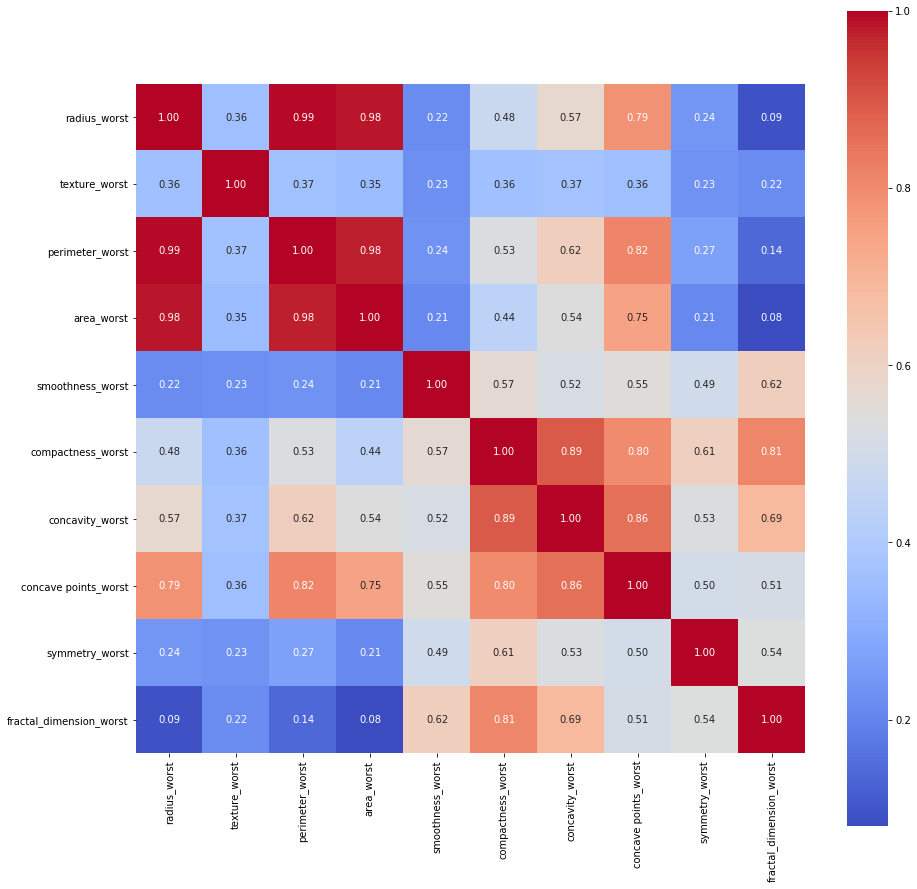 1.0
radius_worst 1.00 0.36 0.99 0.98 0.22 0.48 0.57 0.79 0.24 0.09
texture_worst 0.36 1.00 0.37 0.35 0.23 0.36 0.37 0.36 0.23 0.22
0.8
perimeter_worst 0.99 0.37 1.00 0.98 0.24 0.53 0.62 0.82 0.27 0.14
area_worst 0.98 0.35 0.98 1.00 0.21 0.44 0.54 0.75 0.21 0.08
0.6
smoothness_worst 0.22 0.23 0.24 0.21 1.00 0.57 0.52 0.55 0.49 0.62
compactness_worst 0.48 0.36 0.53 0.44 0.57 1.00 0.89 0.80 0.61 0.81
concavity_worst 0.57 0.37 0.62 0.54 0.52 0.89 1.00 0.86 0.53 0.69
0.4
concave points_worst 0.79 0.36 0.82 0.75 0.55 0.80 0.86 1.00 0.50 0.51
symmetry_worst 0.24 0.23 0.27 0.21 0.49 0.61 0.53 0.50 1.00 0.54
fractal_dimension_worst 0.09 0.22 0.14 0.08 0.62 0.81 0.69 0.51 0.54 1.00
0.2
radius_worst
texture_worst
perimeter_worst
area_worst
smoothness_worst
compactness_worst
concavity_worst
concave points_worst
symmetry_worst
fractal_dimension_worst